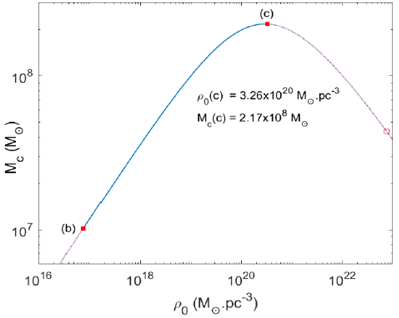 (c)
10⁸
ρ₀(c) = 3.26x10²⁰ M⊙.pc⁻³
M_c(c) = 2.17x10⁸ M⊙
M_c (M⊙)
(b)
10⁷
10¹⁶ 10¹⁸ 10²⁰ 10²²
ρ₀ (M⊙.pc⁻³)